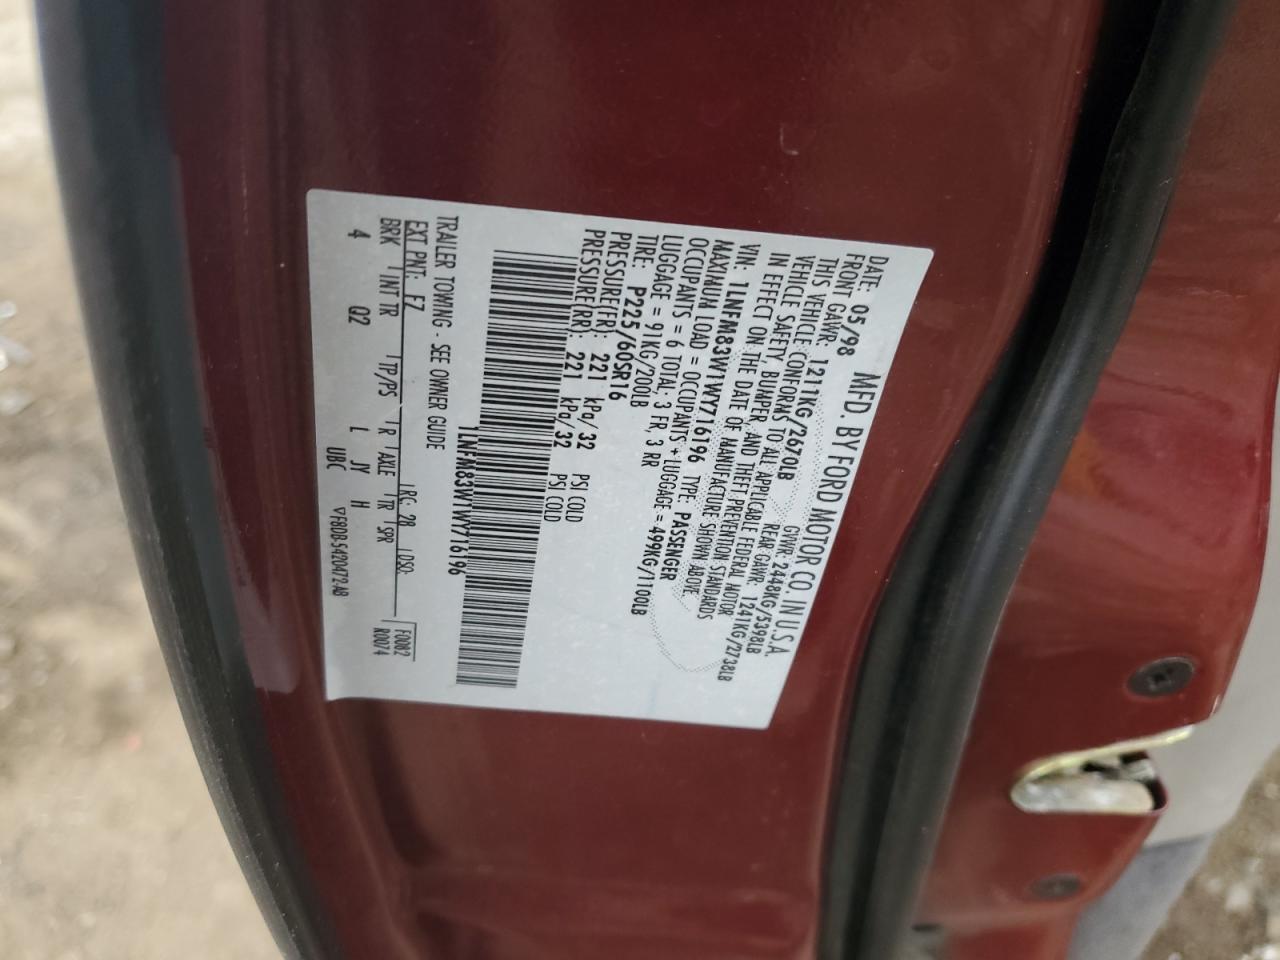 MFD. BY FORD MOTOR CO. IN U.S.A.
DATE: 05/98 GVWR: 2448KG/5398LB
FRONT GAWR: 1211KG/2670LB REAR GAWR: 1241KG/2738LB
THIS VEHICLE CONFORMS TO ALL APPLICABLE FEDERAL MOTOR
VEHICLE SAFETY, BUMPER, AND THEFT PREVENTION STANDARDS
IN EFFECT ON THE DATE OF MANUFACTURE SHOWN ABOVE
VIN: 1LNFM83W1WY716196 TYPE: PASSENGER
MAXIMUM LOAD = OCCUPANTS + LUGGAGE = 499KG/1100LB
OCCUPANTS = 6 TOTAL; 3 FR, 3 RR
LUGGAGE = 91KG/200LB
TIRE: P225/60SR16
PRESSURE(FR): 221 kPa/32 PSI COLD
PRESSURE(RR): 221 kPa/32 PSI COLD
1LNFM83W1WY716196
TRAILER TOWING - SEE OWNER GUIDE
EXT PNT: FZ RC: 28 DSO: F0082
BRK INT TR TP/PS R AXLE TR SPR N0074
4 Q2 L JY H
UBC ▽F8DB-5420472-AB